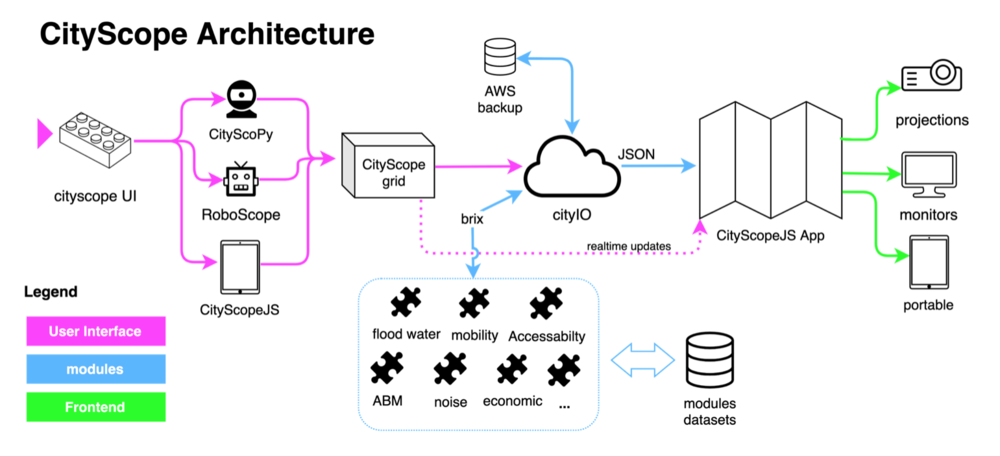 CityScope Architecture
AWS
backup
CityScoPy
projections
CityScope
grid
JSON
cityscope UI
RoboScope
brix
cityIO
monitors
CityScopeJS App
realtime updates
CityScopeJS
portable
Legend
User Interface
modules
Frontend
flood water
mobility
Accessabilty
ABM
noise
economic
...
modules
datasets